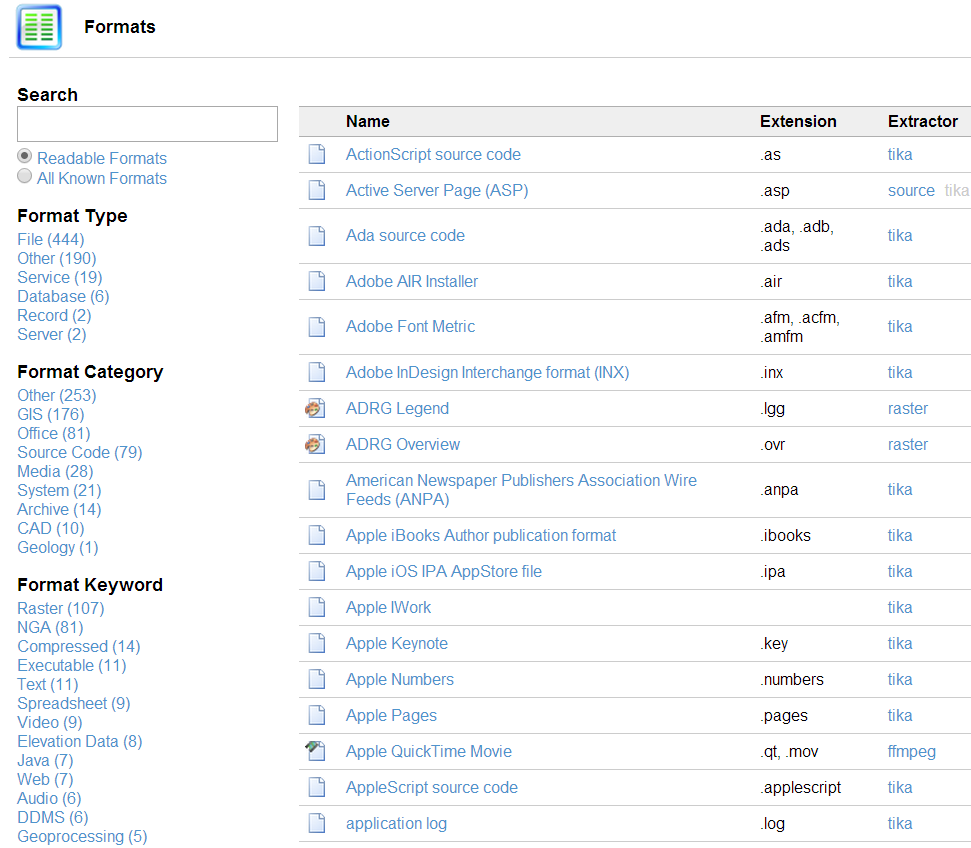 Formats
Search
Readable Formats
All Known Formats
Format Type
File (444)
Other (190)
Service (19)
Database (6)
Record (2)
Server (2)
Format Category
Other (253)
GIS (176)
Office (81)
Source Code (79)
Media (28)
System (21)
Archive (14)
CAD (10)
Geology (1)
Format Keyword
Raster (107)
NGA (81)
Compressed (14)
Executable (11)
Text (11)
Spreadsheet (9)
Video (9)
Elevation Data (8)
Java (7)
Web (7)
Audio (6)
DDMS (6)
Geoprocessing (5)
Name Extension Extractor
ActionScript source code .as tika
Active Server Page (ASP) .asp source tika
Ada source code .ada, .adb,
.ads tika
Adobe AIR Installer .air tika
Adobe Font Metric .afm, .acfm,
.amfm tika
Adobe InDesign Interchange format (INX) .inx tika
ADRG Legend .lgg raster
ADRG Overview .ovr raster
American Newspaper Publishers Association Wire
Feeds (ANPA) .anpa tika
Apple iBooks Author publication format .ibooks tika
Apple iOS IPA AppStore file .ipa tika
Apple IWork tika
Apple Keynote .key tika
Apple Numbers .numbers tika
Apple Pages .pages tika
Apple QuickTime Movie .qt, .mov ffmpeg
AppleScript source code .applescript tika
application log .log tika